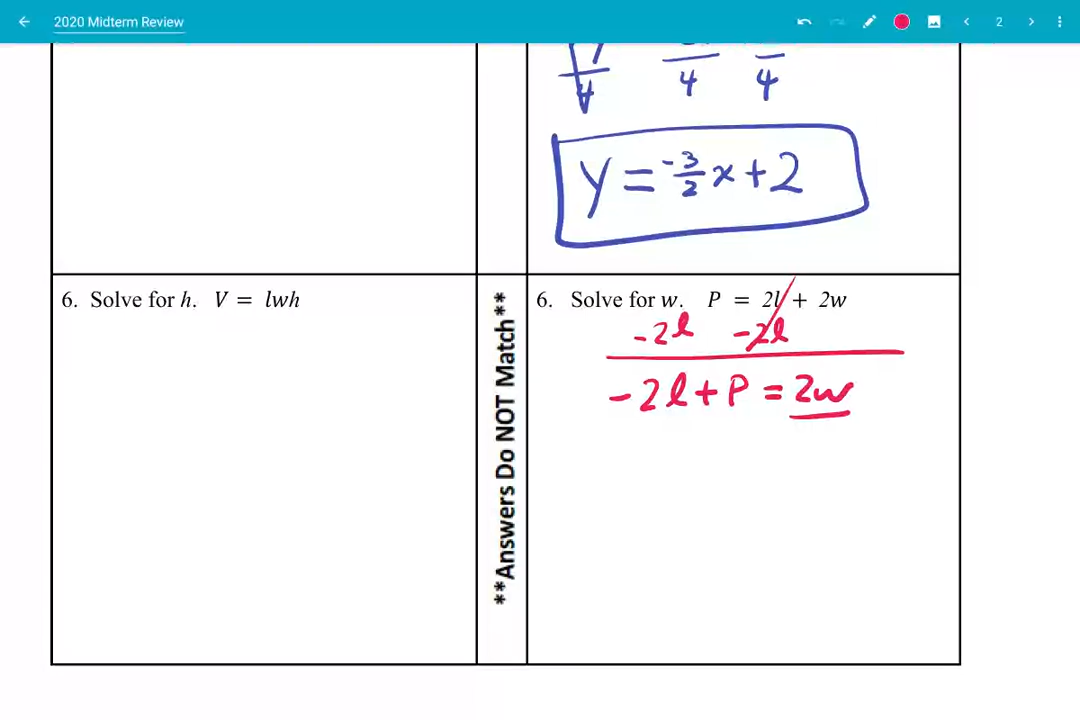 2020 Midterm Review
2
4 4 4
y = -3/2 x + 2
6. Solve for h. V = lwh
**Answers Do NOT Match**
6. Solve for w. P = 2l + 2w
-2l -2l
-2l + P = 2w